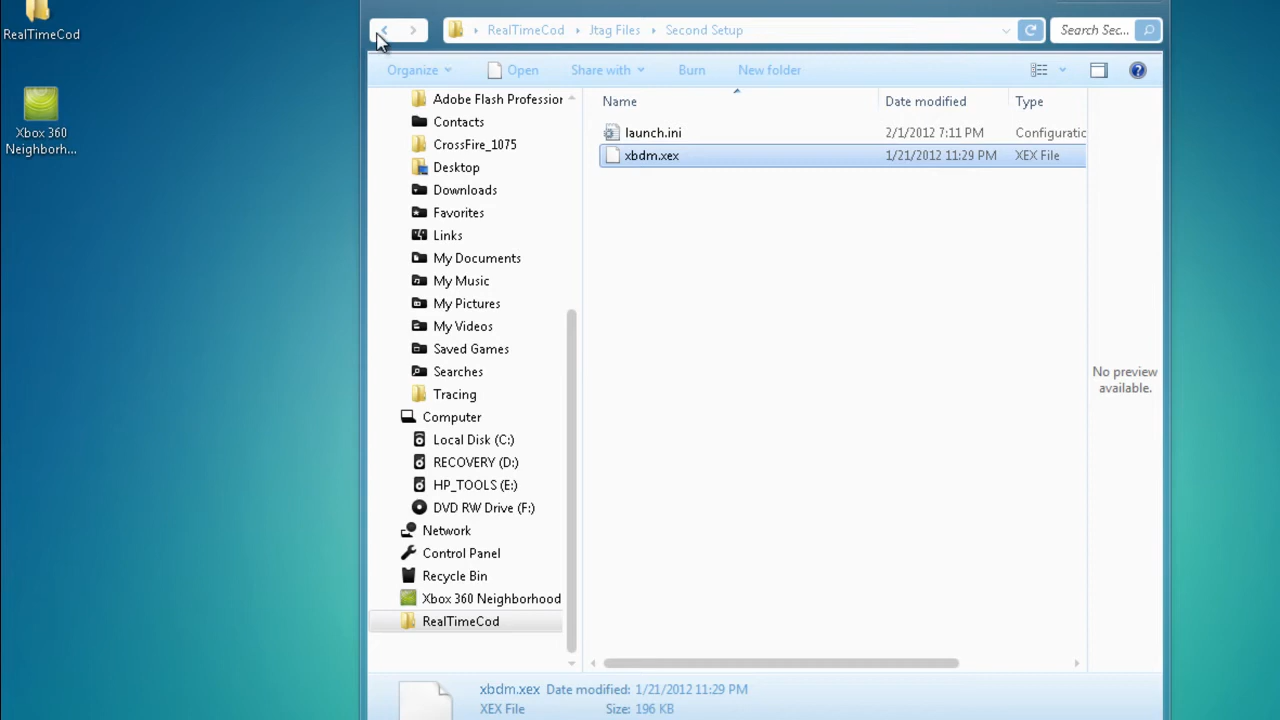 RealTimeCod
Xbox 360
Neighborh...
RealTimeCod Jtag Files Second Setup
Search Sec...
Organize Open Share with Burn New folder
Adobe Flash Profession
Contacts
CrossFire_1075
Desktop
Downloads
Favorites
Links
My Documents
My Music
My Pictures
My Videos
Saved Games
Searches
Tracing
Computer
Local Disk (C:)
RECOVERY (D:)
HP_TOOLS (E:)
DVD RW Drive (F:)
Network
Control Panel
Recycle Bin
Xbox 360 Neighborhood
RealTimeCod
Name Date modified Type
launch.ini 2/1/2012 7:11 PM Configuratic
xbdm.xex 1/21/2012 11:29 PM XEX File
No preview
available.
xbdm.xex Date modified: 1/21/2012 11:29 PM
XEX File Size: 196 KB